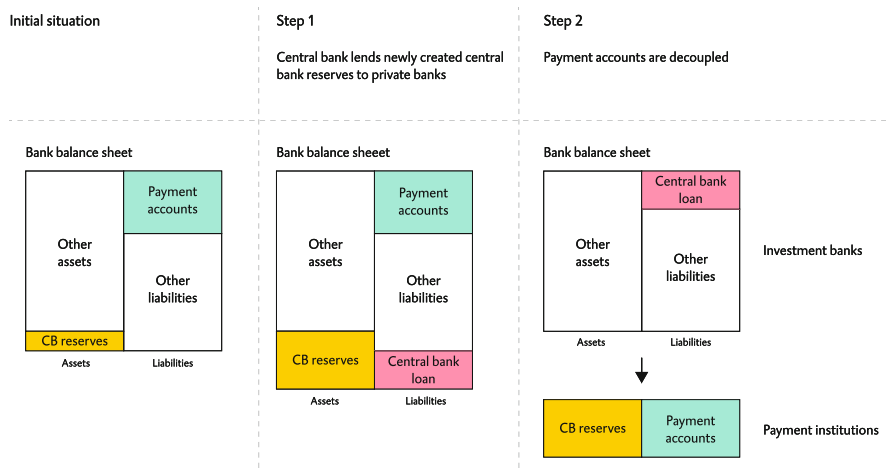 Initial situation
Step 1
Central bank lends newly created central
bank reserves to private banks
Step 2
Payment accounts are decoupled
Bank balance sheet
Payment
accounts
Other
assets
Other
liabilities
CB reserves
Assets
Liabilities
Bank balance sheeet
Payment
accounts
Other
assets
Other
liabilities
CB reserves
Central bank
loan
Assets
Liabilities
Bank balance sheet
Central bank
loan
Other
assets
Other
liabilities
Investment banks
Assets
Liabilities
CB reserves
Payment
accounts
Payment institutions